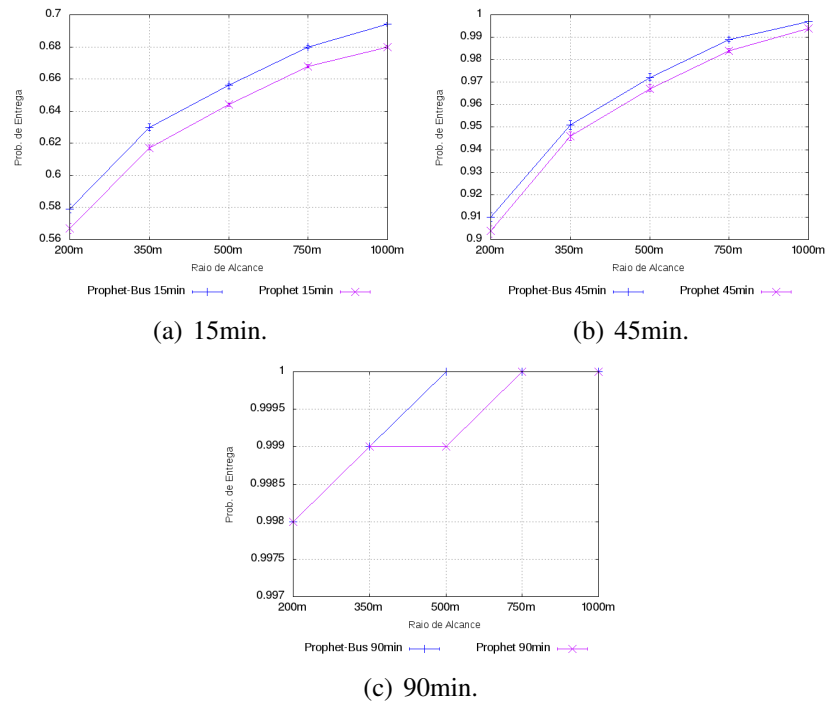 0.7
0.68
0.66
0.64
0.62
0.6
0.58
0.56
Prob. de Entrega
200m 350m 500m 750m 1000m
Raio de Alcance
Prophet-Bus 15min Prophet 15min
(a) 15min.
1
0.99
0.98
0.97
0.96
0.95
0.94
0.93
0.92
0.91
0.9
Prob. de Entrega
200m 350m 500m 750m 1000m
Raio de Alcance
Prophet-Bus 45min Prophet 45min
(b) 45min.
1
0.9995
0.999
0.9985
0.998
0.9975
0.997
Prob. de Entrega
200m 350m 500m 750m 1000m
Raio de Alcance
Prophet-Bus 90min Prophet 90min
(c) 90min.